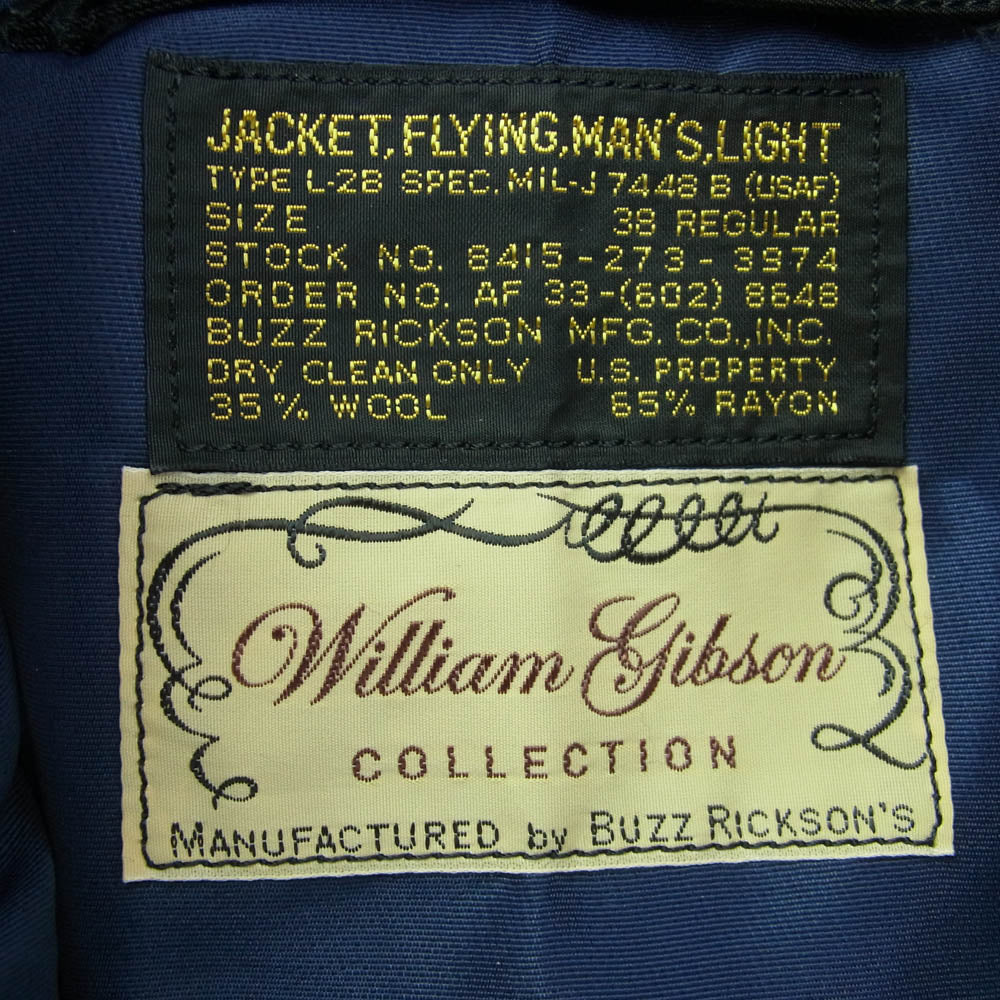 JACKET, FLYING, MAN'S, LIGHT
TYPE L-2B SPEC. MIL-J 7448 B (USAF)
SIZE 38 REGULAR
STOCK NO. 8415-273-3974
ORDER NO. AF 33-(602) 8648
BUZZ RICKSON MFG. CO., INC.
DRY CLEAN ONLY U.S. PROPERTY
35% WOOL 65% RAYON
William Gibson
COLLECTION
MANUFACTURED by BUZZ RICKSON'S